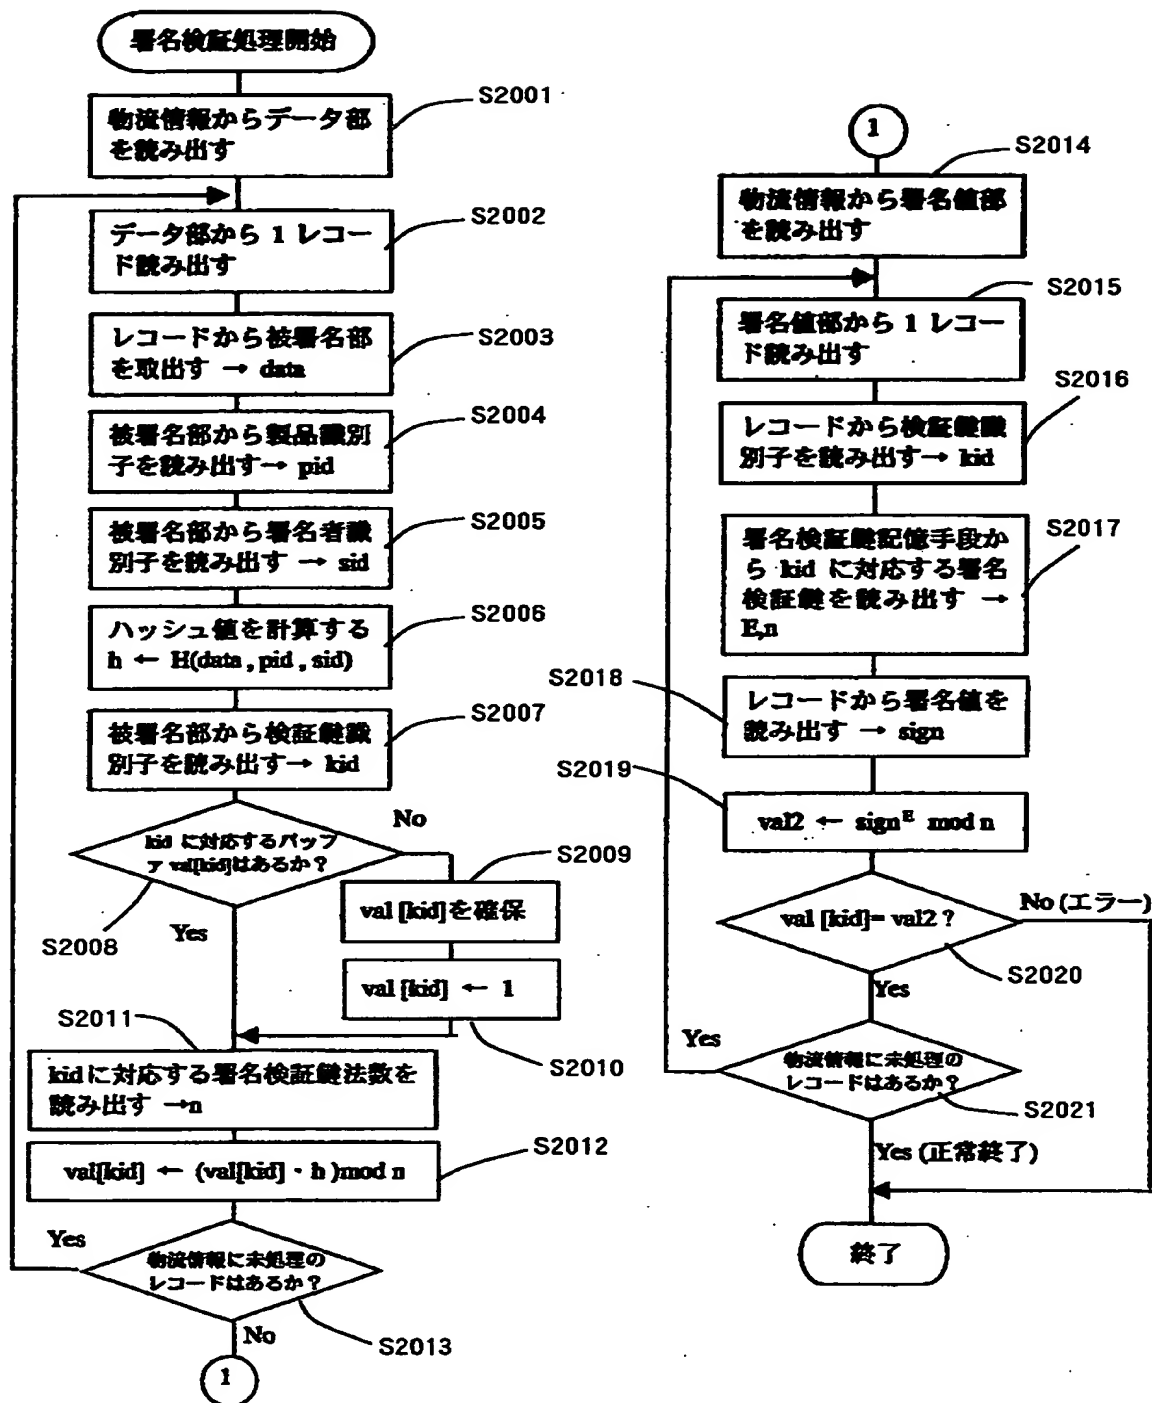 署名検証処理開始
S2001
物流情報からデータ部
を読み出す
S2002
データ部から 1 レコー
ド読み出す
S2003
レコードから被署名部
を取出す → data
S2004
被署名部から製品識別
子を読み出す→ pid
S2005
被署名部から署名者識
別子を読み出す → sid
S2006
ハッシュ値を計算する
h ← H(data , pid , sid)
S2007
被署名部から検証鍵識
別子を読み出す→ kid
kid に対応するバッフ
ァ val[kid]はあるか？
No
Yes
S2008
S2009
val [kid]を確保
val [kid] ← 1
S2010
S2011
kidに対応する署名検証鍵法数を
読み出す →n
S2012
val[kid] ← (val[kid]・h )mod n
Yes
物流情報に未処理の
レコードはあるか？
No
S2013
1
1
S2014
物流情報から署名値部
を読み出す
S2015
署名値部から 1 レコー
ド読み出す
S2016
レコードから検証鍵識
別子を読み出す→ kid
S2017
署名検証鍵記憶手段か
ら kid に対応する署名
検証鍵を読み出す →
E,n
S2018
レコードから署名値を
読み出す → sign
S2019
val2 ← sign^E mod n
val [kid]= val2 ?
No (エラー)
S2020
Yes
Yes
物流情報に未処理の
レコードはあるか？
S2021
Yes (正常終了)
終了